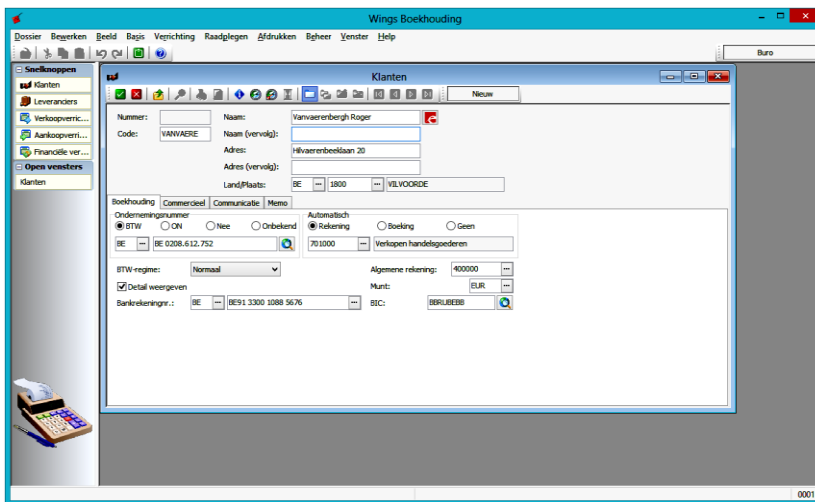 Wings Boekhouding
Dossier Bewerken Beeld Basis Verrichting Raadplegen Afdrukken Beheer Venster Help
Buro
Snelknoppen
Klanten
Leveranciers
Verkoopverric...
Aankoopverri...
Financiële ver...
Open vensters
Klanten
Klanten
Nieuw
Nummer: Naam: Vanvaerenbergh Roger
Code: VANVAERE Naam (vervolg):
Adres: Hilvaerenbeeklaan 20
Adres (vervolg):
Land/Plaats: BE ... 1800 ... VILVOORDE
Boekhouding Commercieel Communicatie Memo
Ondernemingsnummer Automatisch
BTW ON Nee Onbekend Rekening Boeking Geen
BE ... BE 0208.612.752 701000 ... Verkopen handelsgoederen
BTW-regime: Normaal Algemene rekening: 400000 ...
Detail weergeven Munt: EUR ...
Bankrekeningnr.: BE ... BE91 3300 1088 5676 ... BIC: BBRUBEBB
0001